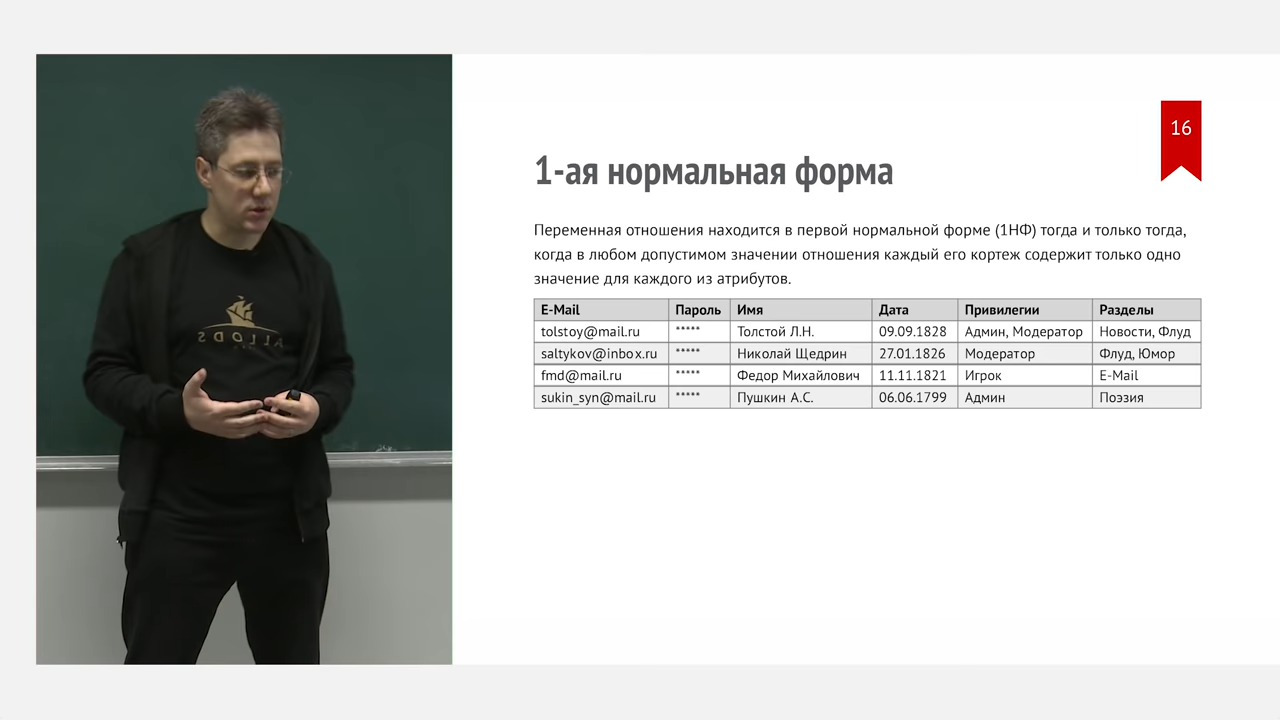 16
1-ая нормальная форма
Переменная отношения находится в первой нормальной форме (1НФ) тогда и только тогда,
когда в любом допустимом значении отношения каждый его кортеж содержит только одно
значение для каждого из атрибутов.
E-Mail Пароль Имя Дата Привилегии Разделы
tolstoy@mail.ru ***** Толстой Л.Н. 09.09.1828 Админ, Модератор Новости, Флуд
saltykov@inbox.ru ***** Николай Щедрин 27.01.1826 Модератор Флуд, Юмор
fmd@mail.ru ***** Федор Михайлович 11.11.1821 Игрок E-Mail
sukin_syn@mail.ru ***** Пушкин А.С. 06.06.1799 Админ Поэзия
ALLODS